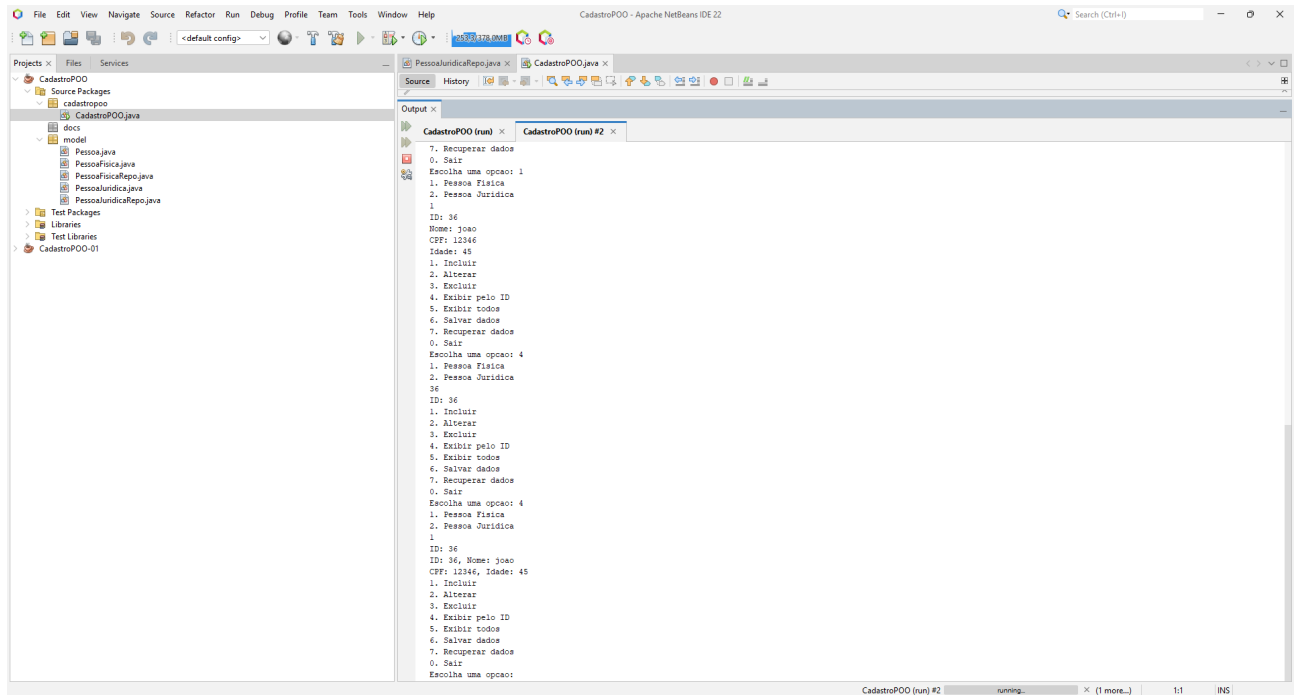 File Edit View Navigate Source Refactor Run Debug Profile Team Tools Window Help CadastroPOO - Apache NetBeans IDE 22 Search (Ctrl+I)
<default config>
Projects Files Services
CadastroPOO
Source Packages
cadastropoo
CadastroPOO.java
docs
model
Pessoa.java
PessoaFisica.java
PessoaFisicaRepo.java
PessoaJuridica.java
PessoaJuridicaRepo.java
Test Packages
Libraries
Test Libraries
CadastroPOO-01
PessoaJuridicaRepo.java CadastroPOO.java
Source History
Output
CadastroPOO (run) CadastroPOO (run) #2
7. Recuperar dados
0. Sair
Escolha uma opcao: 1
1. Pessoa Fisica
2. Pessoa Juridica
1
ID: 36
Nome: joao
CPF: 12346
Idade: 45
1. Incluir
2. Alterar
3. Excluir
4. Exibir pelo ID
5. Exibir todos
6. Salvar dados
7. Recuperar dados
0. Sair
Escolha uma opcao: 4
1. Pessoa Fisica
2. Pessoa Juridica
36
ID: 36
1. Incluir
2. Alterar
3. Excluir
4. Exibir pelo ID
5. Exibir todos
6. Salvar dados
7. Recuperar dados
0. Sair
Escolha uma opcao: 4
1. Pessoa Fisica
2. Pessoa Juridica
1
ID: 36
ID: 36, Nome: joao
CPF: 12346, Idade: 45
1. Incluir
2. Alterar
3. Excluir
4. Exibir pelo ID
5. Exibir todos
6. Salvar dados
7. Recuperar dados
0. Sair
Escolha uma opcao:
CadastroPOO (run) #2 running... (1 more...) 1:1 INS